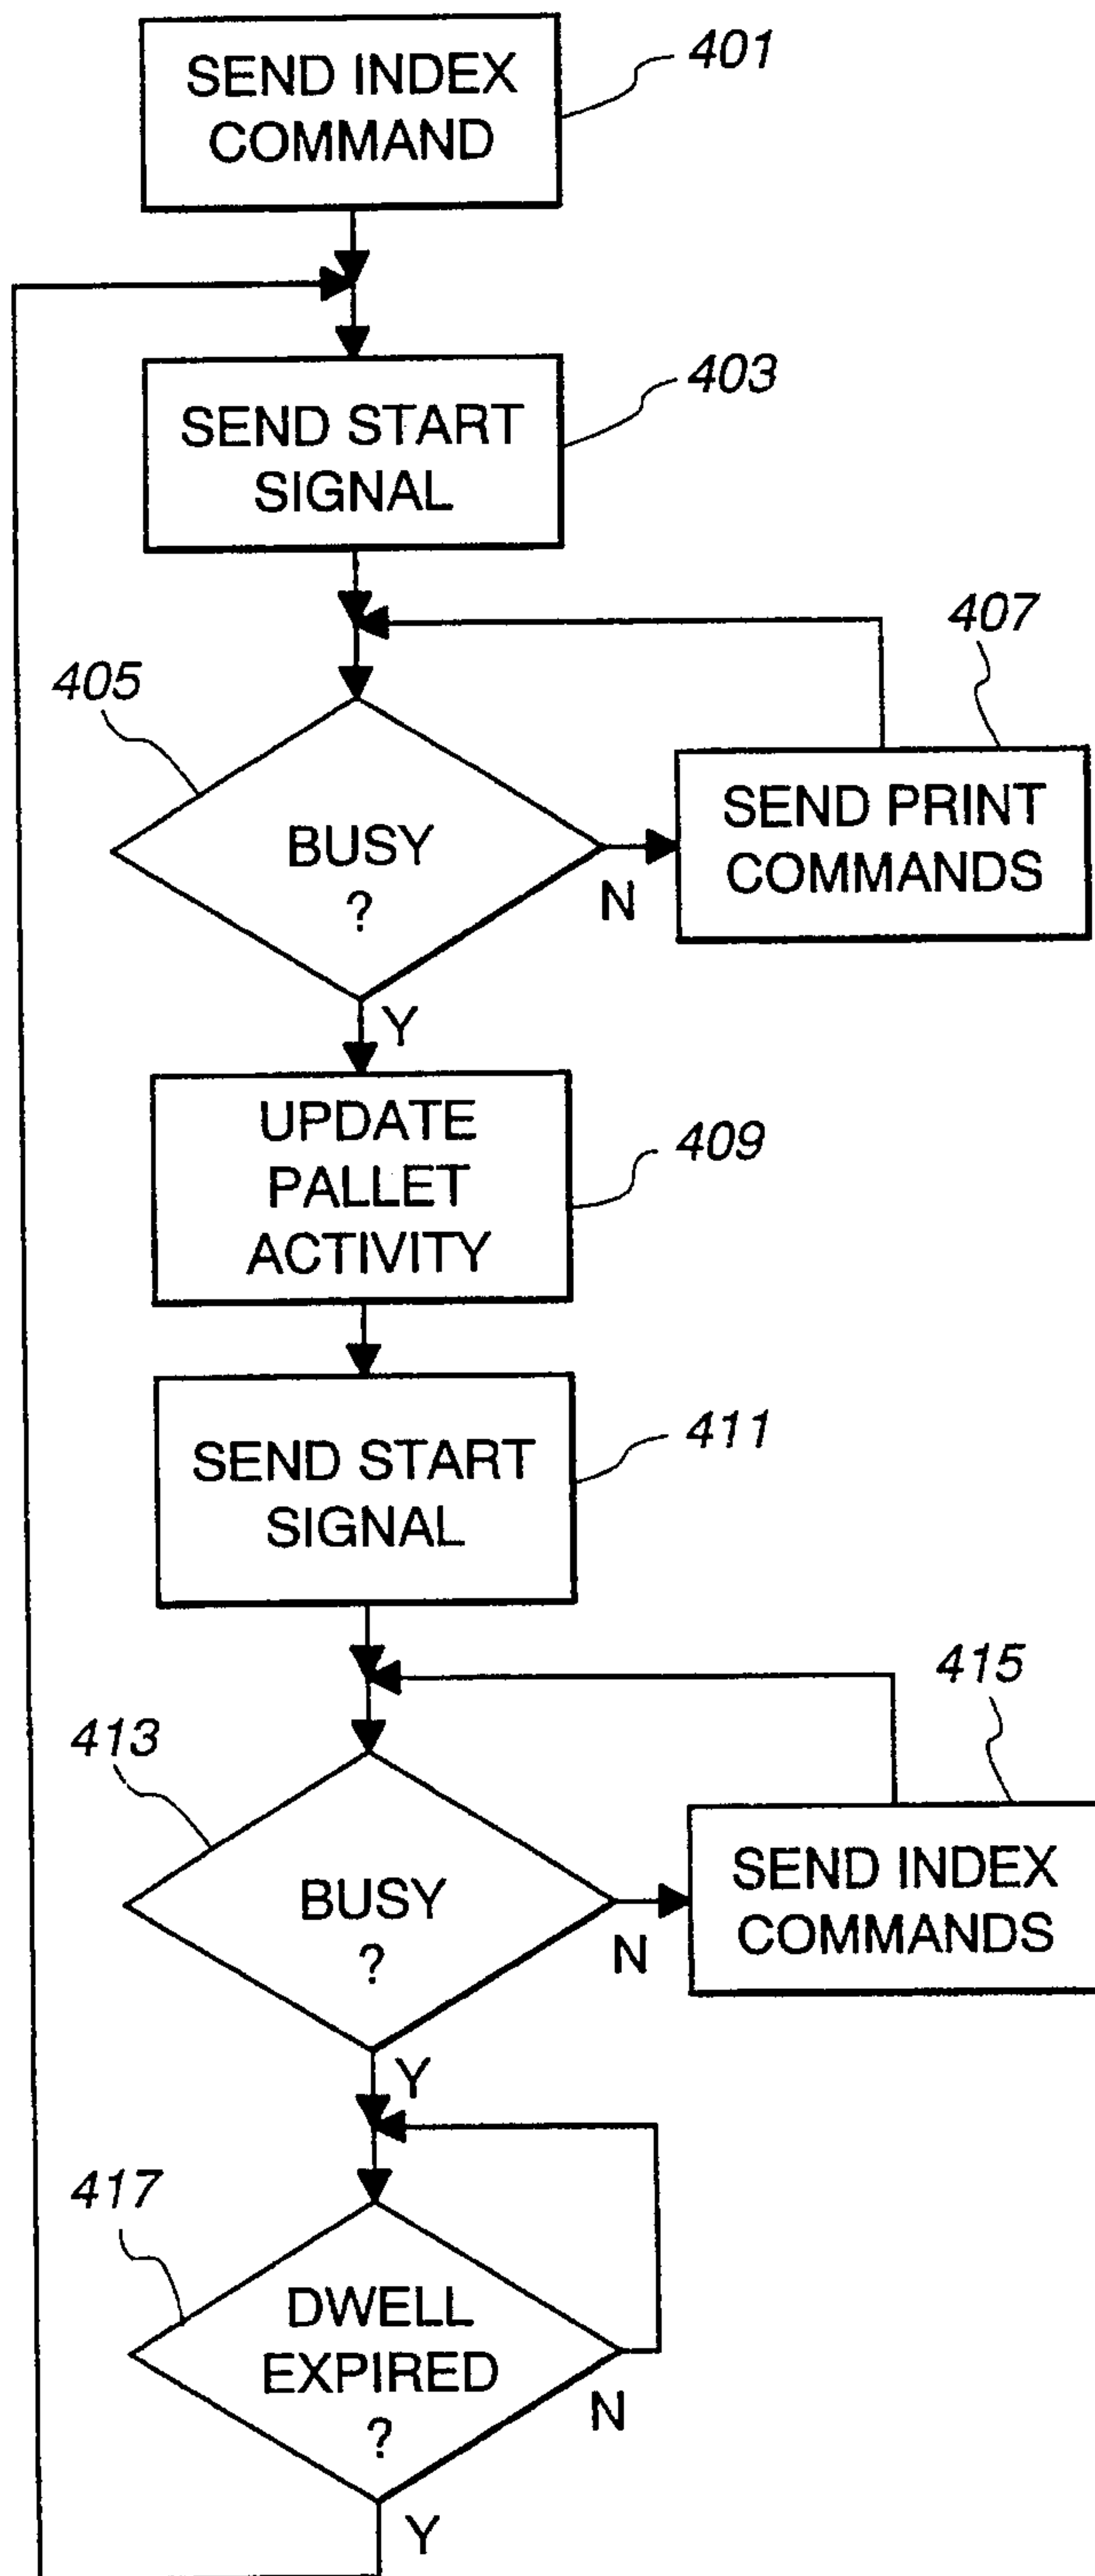 SEND INDEX
COMMAND
401
SEND START
SIGNAL
403
405
BUSY
?
N
407
SEND PRINT
COMMANDS
Y
UPDATE
PALLET
ACTIVITY
409
SEND START
SIGNAL
411
413
BUSY
?
N
415
SEND INDEX
COMMANDS
Y
417
DWELL
EXPIRED
?
N
Y